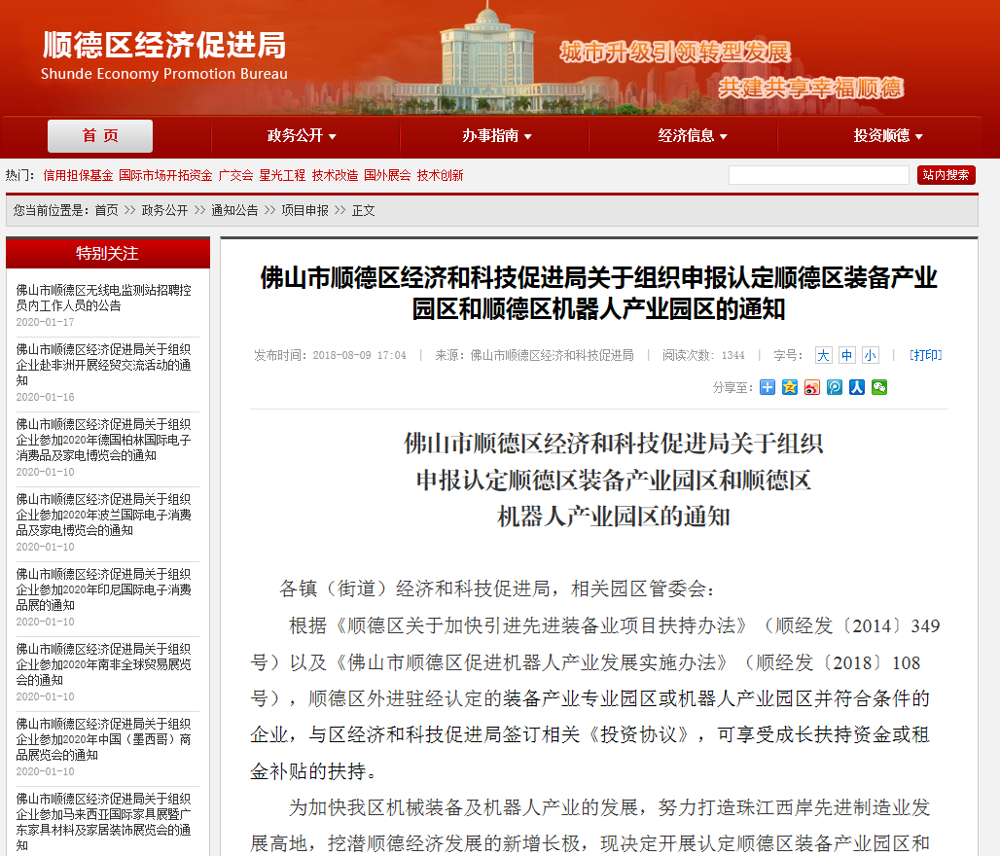 顺德区经济促进局
Shunde Economy Promotion Bureau
城市升级引领转型发展
共建共享幸福顺德
首 页 政务公开 办事指南 经济信息 投资顺德
热门: 信用担保基金 国际市场开拓资金 广交会 星光工程 技术改造 国外展会 技术创新 站内搜索
您当前位置是: 首页 >> 政务公开 >> 通知公告 >> 项目申报 >> 正文
特别关注
佛山市顺德区无线电监测站招聘控
员内工作人员的公告
2020-01-17
佛山市顺德区经济促进局关于组织
企业赴非洲开展经贸交流活动的通
知
2020-01-16
佛山市顺德区经济促进局关于组织
企业参加2020年德国柏林国际电子
消费品及家电博览会的通知
2020-01-10
佛山市顺德区经济促进局关于组织
企业参加2020年波兰国际电子消费
品及家电博览会的通知
2020-01-10
佛山市顺德区经济促进局关于组织
企业参加2020年印尼国际电子消费
品展的通知
2020-01-10
佛山市顺德区经济促进局关于组织
企业参加2020年南非全球贸易展览
会的通知
2020-01-10
佛山市顺德区经济促进局关于组织
企业参加2020年中国（墨西哥）商
品展览会的通知
2020-01-10
佛山市顺德区经济促进局关于组织
企业参加马来西亚国际家具展暨广
东家具材料及家居装饰展览会的通
知
佛山市顺德区经济和科技促进局关于组织申报认定顺德区装备产业
园区和顺德区机器人产业园区的通知
发布时间: 2018-08-09 17:04 | 来源: 佛山市顺德区经济和科技促进局 | 阅读次数: 1344 | 字号: 大 中 小 | [打印]
分享至:
佛山市顺德区经济和科技促进局关于组织
申报认定顺德区装备产业园区和顺德区
机器人产业园区的通知
各镇（街道）经济和科技促进局，相关园区管委会：
根据《顺德区关于加快引进先进装备业项目扶持办法》（顺经发〔2014〕349
号）以及《佛山市顺德区促进机器人产业发展实施办法》（顺经发〔2018〕108
号），顺德区外进驻经认定的装备产业专业园区或机器人产业园区并符合条件的
企业，与区经济和科技促进局签订相关《投资协议》，可享受成长扶持资金或租
金补贴的扶持。
为加快我区机械装备及机器人产业的发展，努力打造珠江西岸先进制造业发
展高地，挖潜顺德经济发展的新增长极，现决定开展认定顺德区装备产业园区和